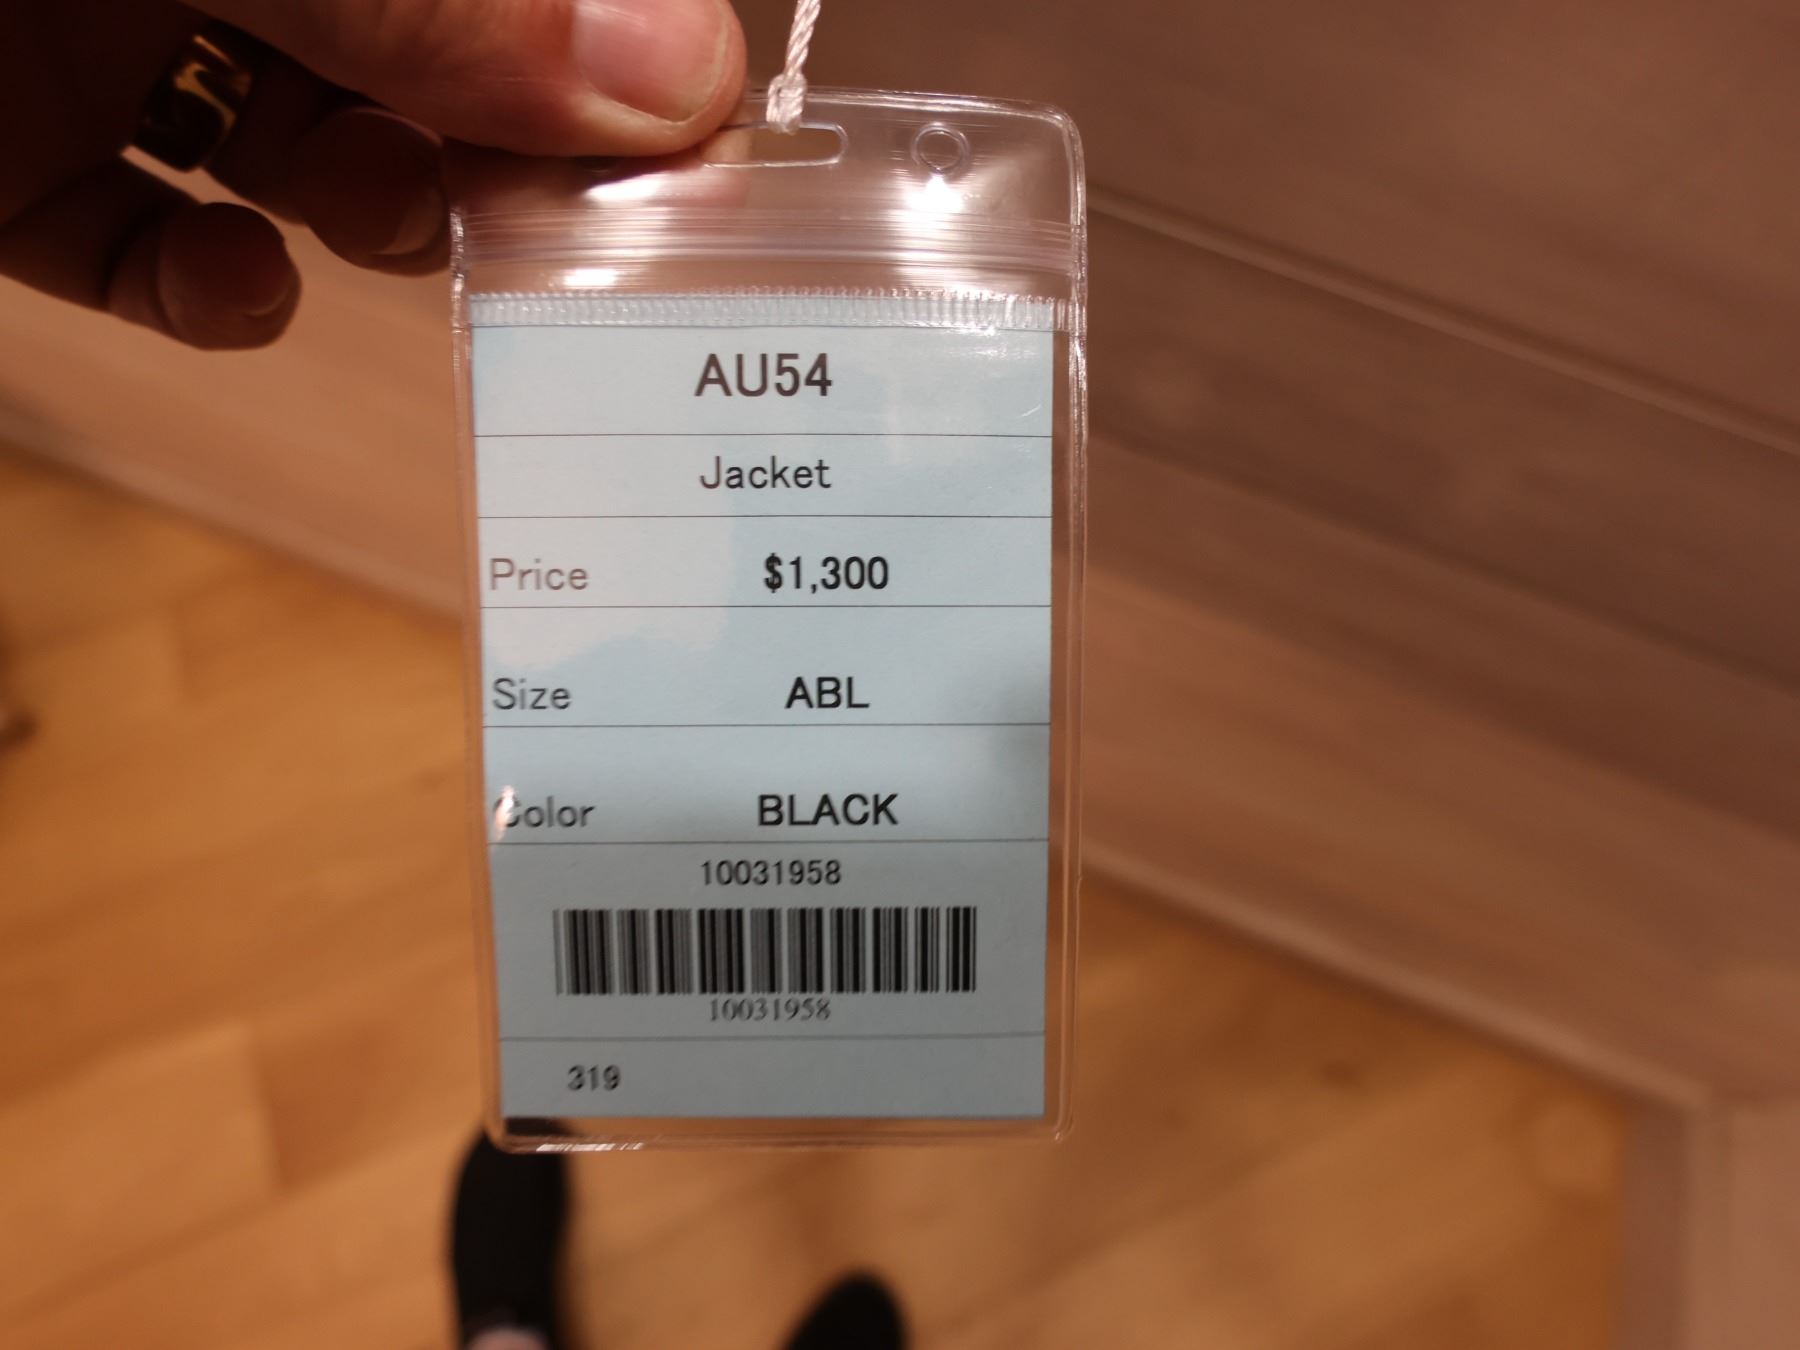 AU54
Jacket
Price $1,300
Size ABL
Color BLACK
10031958
10031958
319